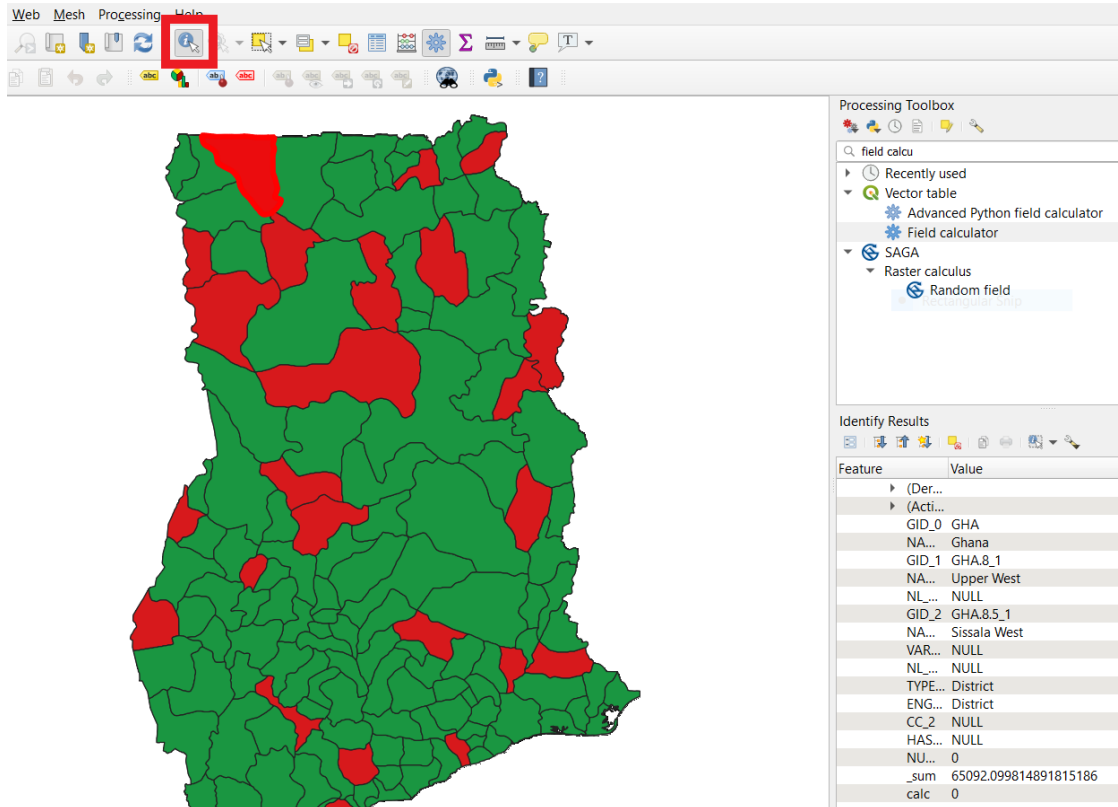 Web Mesh Processing Help
Processing Toolbox
field calcu
Recently used
Vector table
Advanced Python field calculator
Field calculator
SAGA
Raster calculus
Random field
Rectangular Snip
Identify Results
Feature Value
(Der...
(Acti...
GID_0 GHA
NA... Ghana
GID_1 GHA.8_1
NA... Upper West
NL_... NULL
GID_2 GHA.8.5_1
NA... Sissala West
VAR... NULL
NL_... NULL
TYPE... District
ENG... District
CC_2 NULL
HAS... NULL
NU... 0
_sum 65092.099814891815186
calc 0